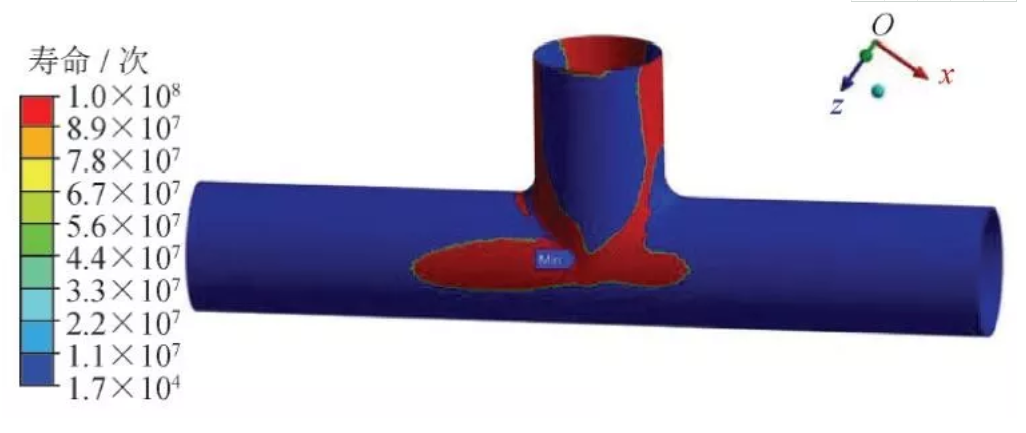 寿命 / 次
1.0×10⁸
8.9×10⁷
7.8×10⁷
6.7×10⁷
5.6×10⁷
4.4×10⁷
3.3×10⁷
2.2×10⁷
1.1×10⁷
1.7×10⁴
O
x
z
Min